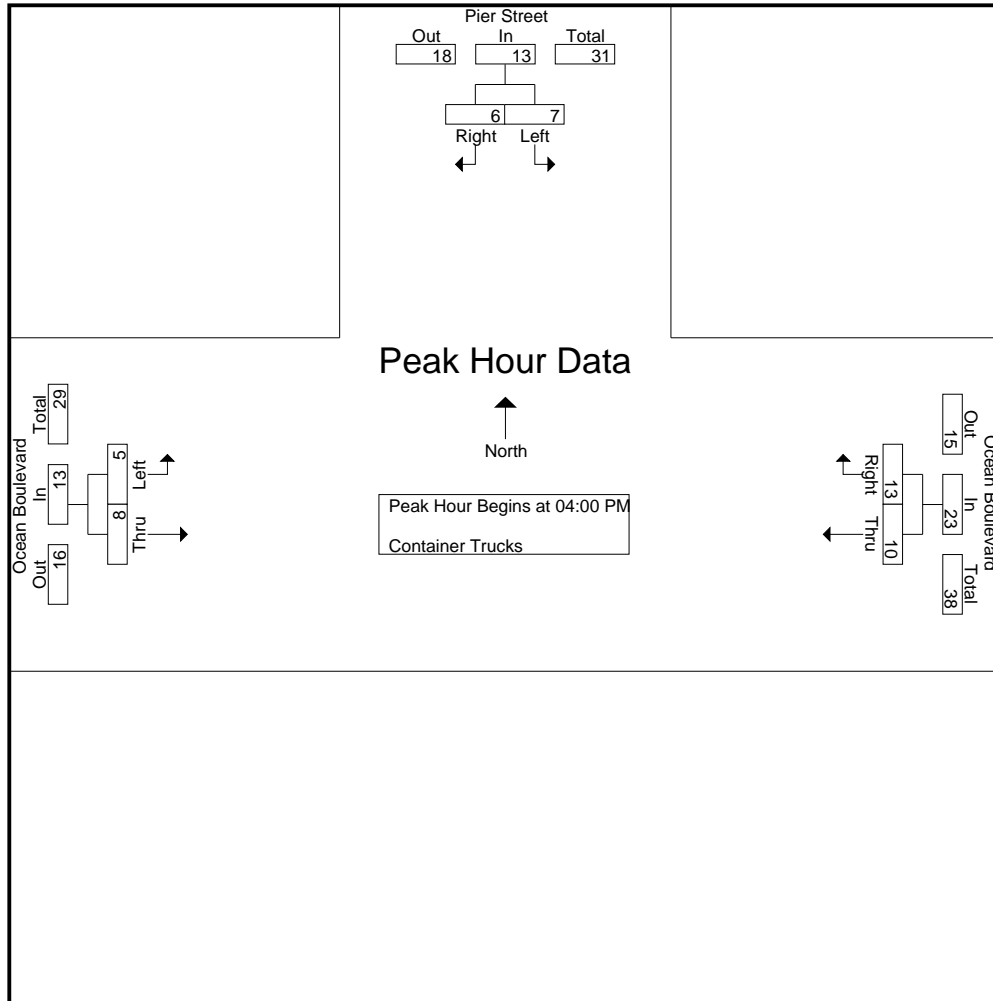 Pier Street
Out In Total
18 13 31
6 7
Right Left
Peak Hour Data
North
Peak Hour Begins at 04:00 PM
Container Trucks
Ocean Boulevard
Total In Out
29 13 16
5 8
Left Thru
Ocean Boulevard
Out In Total
15 23 38
13 10
Right Thru